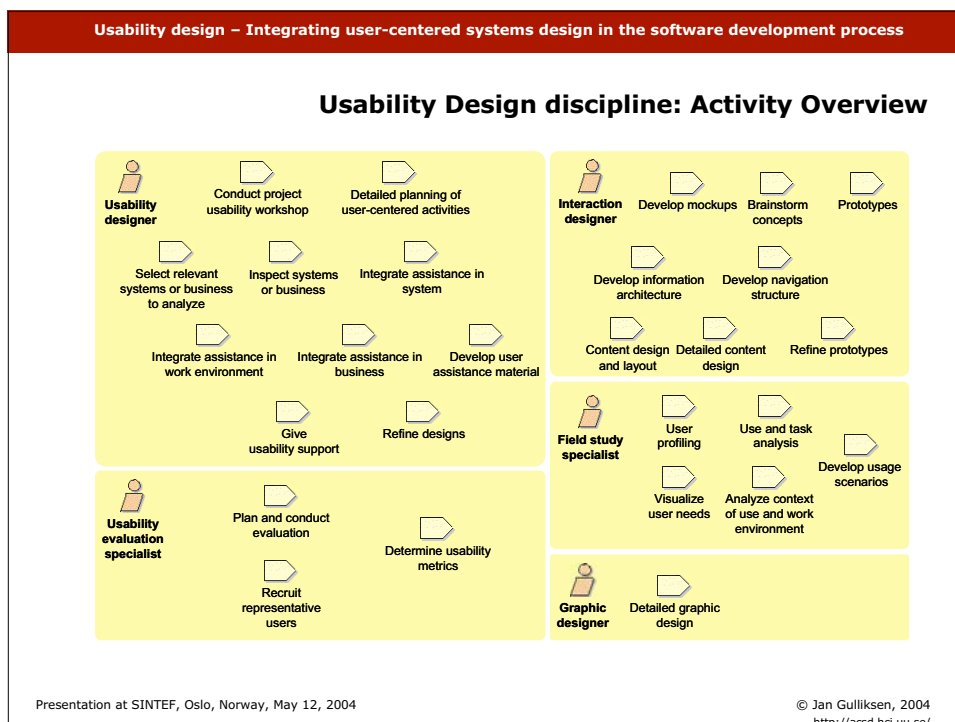 Usability design – Integrating user-centered systems design in the software development process
Usability Design discipline: Activity Overview
Usability
designer
Conduct project
usability workshop
Detailed planning of
user-centered activities
Select relevant
systems or business
to analyze
Inspect systems
or business
Integrate assistance in
system
Integrate assistance in
work environment
Integrate assistance in
business
Develop user
assistance material
Give
usability support
Refine designs
Interaction
designer
Develop mockups
Brainstorm
concepts
Prototypes
Develop information
architecture
Develop navigation
structure
Content design
and layout
Detailed content
design
Refine prototypes
Field study
specialist
User
profiling
Use and task
analysis
Develop usage
scenarios
Visualize
user needs
Analyze context
of use and work
environment
Usability
evaluation
specialist
Plan and conduct
evaluation
Determine usability
metrics
Recruit
representative
users
Graphic
designer
Detailed graphic
design
Presentation at SINTEF, Oslo, Norway, May 12, 2004
© Jan Gulliksen, 2004